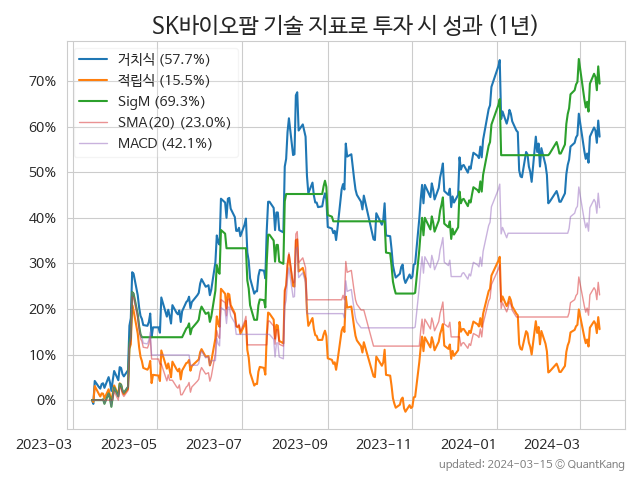 SK바이오팜 기술 지표로 투자 시 성과 (1년)
거치식 (57.7%)
적립식 (15.5%)
SigM (69.3%)
SMA(20) (23.0%)
MACD (42.1%)
70%
60%
50%
40%
30%
20%
10%
0%
2023-03 2023-05 2023-07 2023-09 2023-11 2024-01 2024-03
updated: 2024-03-15 © QuantKang